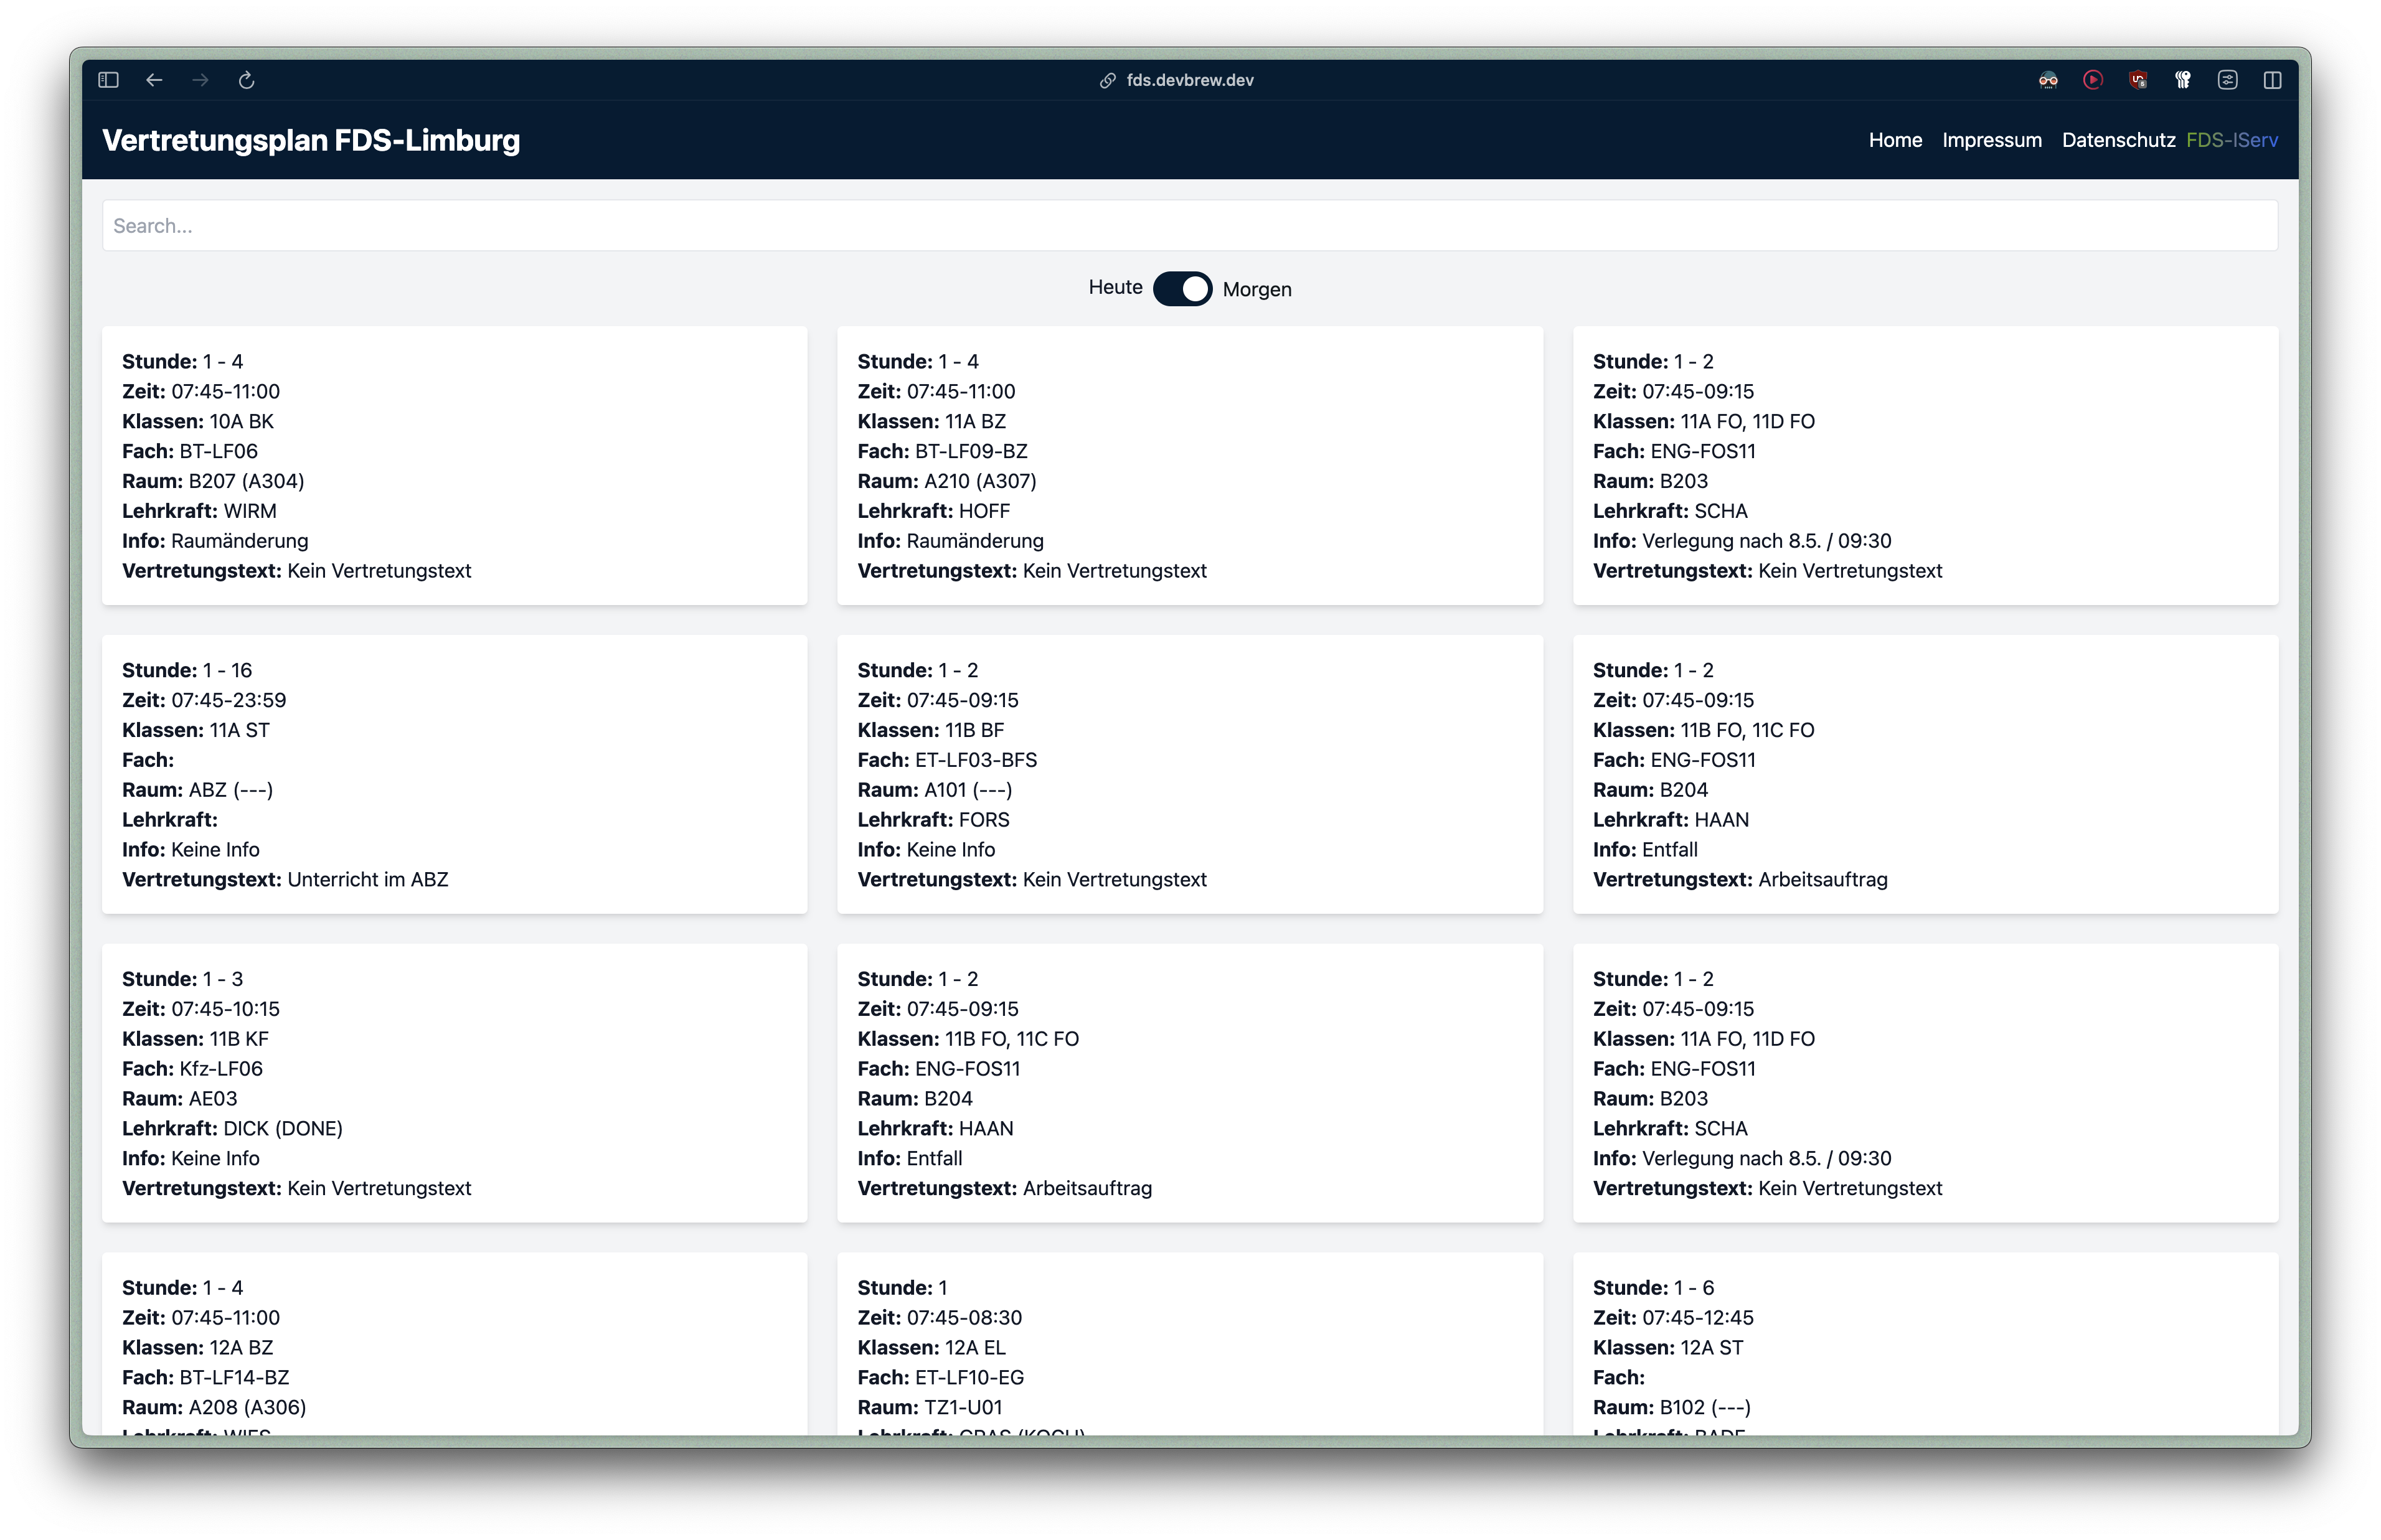 fds.devbrew.dev
Vertretungsplan FDS-Limburg
Home Impressum Datenschutz FDS-IServ
Search...
Heute Morgen
Stunde: 1 - 4
Zeit: 07:45-11:00
Klassen: 10A BK
Fach: BT-LF06
Raum: B207 (A304)
Lehrkraft: WIRM
Info: Raumänderung
Vertretungstext: Kein Vertretungstext
Stunde: 1 - 4
Zeit: 07:45-11:00
Klassen: 11A BZ
Fach: BT-LF09-BZ
Raum: A210 (A307)
Lehrkraft: HOFF
Info: Raumänderung
Vertretungstext: Kein Vertretungstext
Stunde: 1 - 2
Zeit: 07:45-09:15
Klassen: 11A FO, 11D FO
Fach: ENG-FOS11
Raum: B203
Lehrkraft: SCHA
Info: Verlegung nach 8.5. / 09:30
Vertretungstext: Kein Vertretungstext
Stunde: 1 - 16
Zeit: 07:45-23:59
Klassen: 11A ST
Fach:
Raum: ABZ (---)
Lehrkraft:
Info: Keine Info
Vertretungstext: Unterricht im ABZ
Stunde: 1 - 2
Zeit: 07:45-09:15
Klassen: 11B BF
Fach: ET-LF03-BFS
Raum: A101 (---)
Lehrkraft: FORS
Info: Keine Info
Vertretungstext: Kein Vertretungstext
Stunde: 1 - 2
Zeit: 07:45-09:15
Klassen: 11B FO, 11C FO
Fach: ENG-FOS11
Raum: B204
Lehrkraft: HAAN
Info: Entfall
Vertretungstext: Arbeitsauftrag
Stunde: 1 - 3
Zeit: 07:45-10:15
Klassen: 11B KF
Fach: Kfz-LF06
Raum: AE03
Lehrkraft: DICK (DONE)
Info: Keine Info
Vertretungstext: Kein Vertretungstext
Stunde: 1 - 2
Zeit: 07:45-09:15
Klassen: 11B FO, 11C FO
Fach: ENG-FOS11
Raum: B204
Lehrkraft: HAAN
Info: Entfall
Vertretungstext: Arbeitsauftrag
Stunde: 1 - 2
Zeit: 07:45-09:15
Klassen: 11A FO, 11D FO
Fach: ENG-FOS11
Raum: B203
Lehrkraft: SCHA
Info: Verlegung nach 8.5. / 09:30
Vertretungstext: Kein Vertretungstext
Stunde: 1 - 4
Zeit: 07:45-11:00
Klassen: 12A BZ
Fach: BT-LF14-BZ
Raum: A208 (A306)
Lehrkraft:
Stunde: 1
Zeit: 07:45-08:30
Klassen: 12A EL
Fach: ET-LF10-EG
Raum: TZ1-U01
Lehrkraft:
Stunde: 1 - 6
Zeit: 07:45-12:45
Klassen: 12A ST
Fach:
Raum: B102 (---)
Lehrkraft: